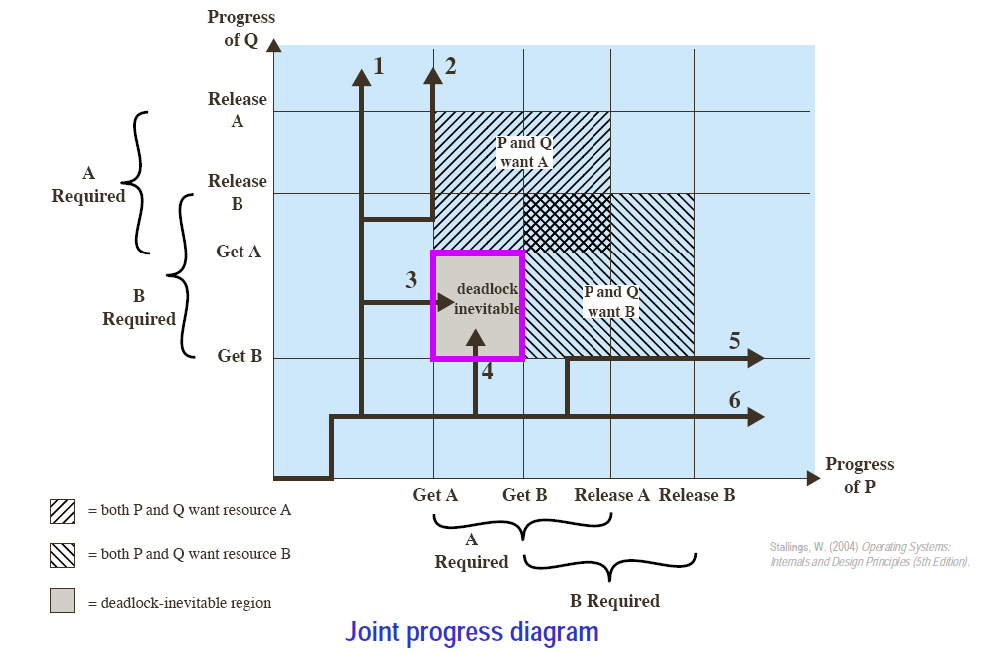 Progress
of Q
1
2
Release
A
P and Q
want A
A
Required
Release
B
Get A
3
deadlock
inevitable
P and Q
want B
B
Required
Get B
4
5
6
Progress
of P
Get A
Get B
Release A
Release B
A
Required
B Required
= both P and Q want resource A
= both P and Q want resource B
= deadlock-inevitable region
Stallings, W. (2004) Operating Systems:
Internals and Design Principles (5th Edition).
Joint progress diagram